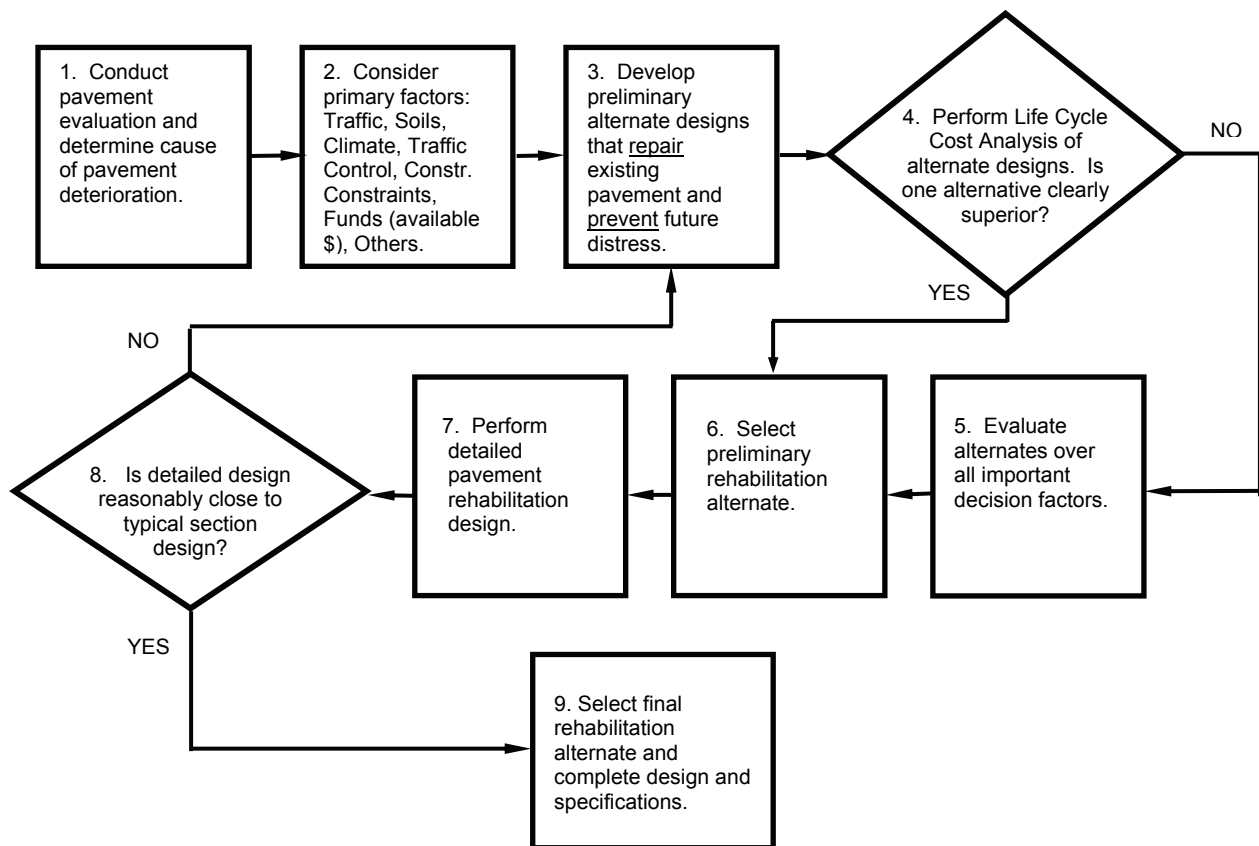 1. Conduct
pavement
evaluation and
determine cause
of pavement
deterioration.
2. Consider
primary factors:
Traffic, Soils,
Climate, Traffic
Control, Constr.
Constraints,
Funds (available
$), Others.
3. Develop
preliminary
alternate designs
that repair
existing
pavement and
prevent future
distress.
4. Perform Life Cycle
Cost Analysis of
alternate designs. Is
one alternative clearly
superior?
NO
YES
NO
8. Is detailed design
reasonably close to
typical section
design?
7. Perform
detailed
pavement
rehabilitation
design.
6. Select
preliminary
rehabilitation
alternate.
5. Evaluate
alternates over
all important
decision factors.
YES
9. Select final
rehabilitation
alternate and
complete design and
specifications.